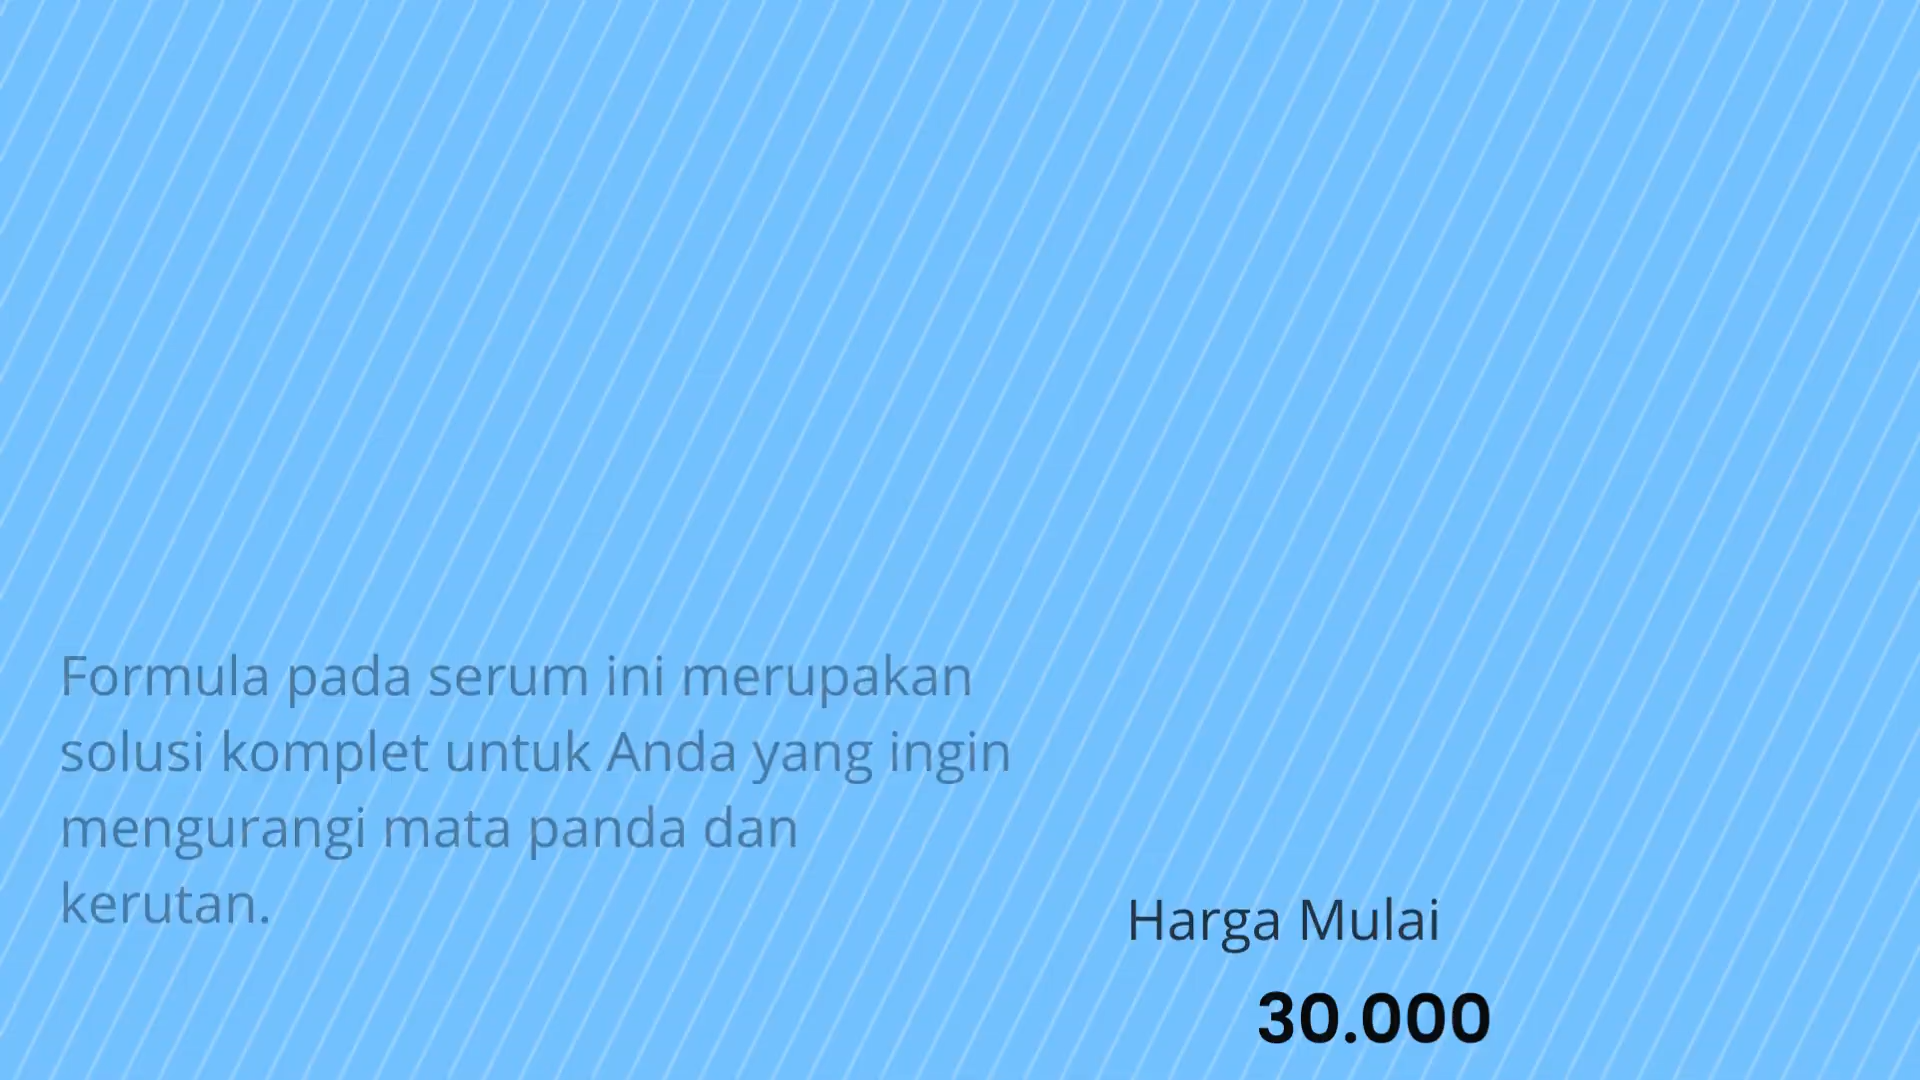 Formula pada serum ini merupakan
solusi komplet untuk Anda yang ingin
mengurangi mata panda dan
kerutan.
Harga Mulai
30.000